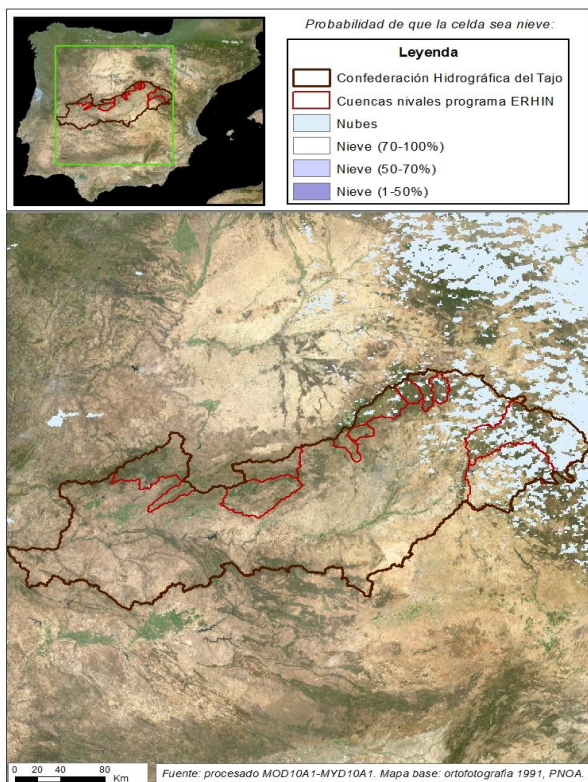 Probabilidad de que la celda sea nieve:
Leyenda
Confederación Hidrográfica del Tajo
Cuencas nivales programa ERHIN
Nubes
Nieve (70-100%)
Nieve (50-70%)
Nieve (1-50%)
0 20 40 80
Km
Fuente: procesado MOD10A1-MYD10A1. Mapa base: ortofotografía 1991, PNOA